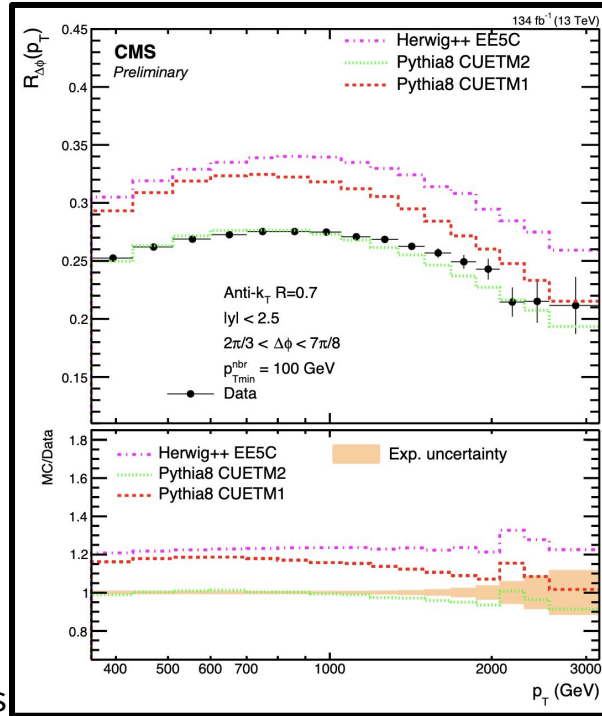 134 fb⁻¹ (13 TeV)
R_Δφ(p_T)
0.45
0.4
0.35
0.3
0.25
0.2
0.15
CMS
Preliminary
Herwig++ EE5C
Pythia8 CUETM2
Pythia8 CUETM1
Anti-k_T R=0.7
|y| < 2.5
2π/3 < Δφ < 7π/8
p_Tmin^nbr = 100 GeV
Data
MC/Data
1.8
1.6
1.4
1.2
1
0.8
Herwig++ EE5C
Pythia8 CUETM2
Pythia8 CUETM1
Exp. uncertainty
400 500 600 700 1000 2000 3000
p_T (GeV)
s